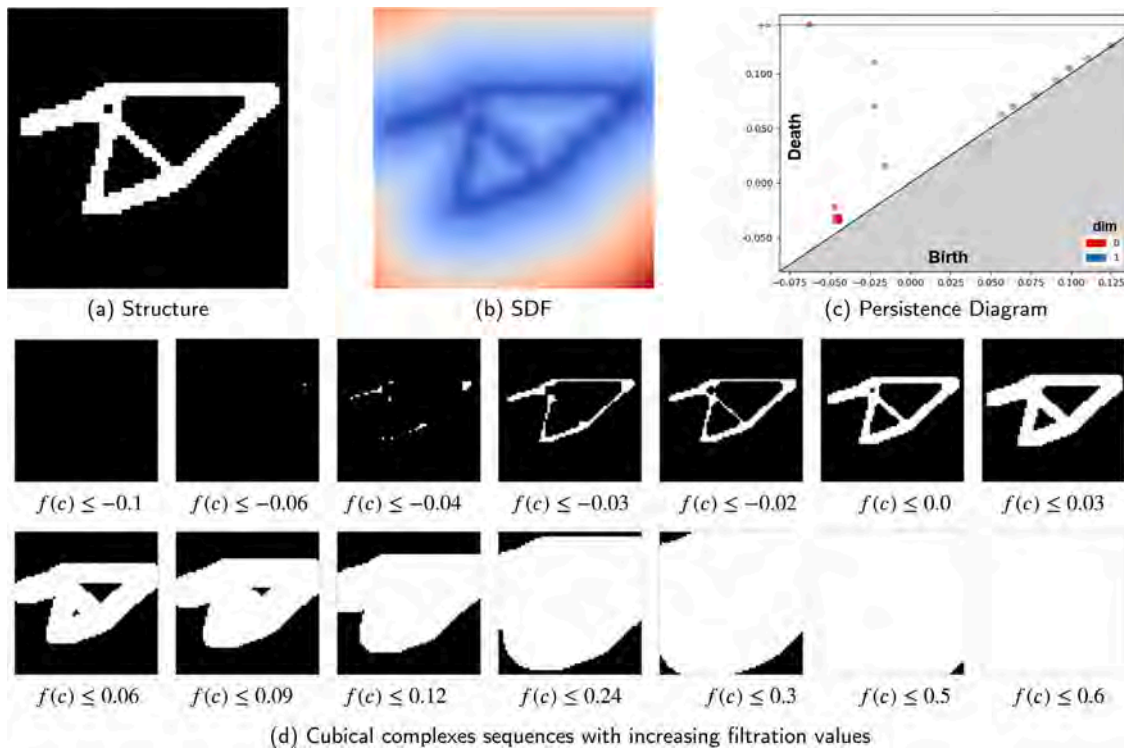 +∞
0.100
0.050
0.000
-0.050
Death
Birth
dim
0
1
−0.075 −0.050 −0.025 0.000 0.025 0.050 0.075 0.100 0.125
(a) Structure
(b) SDF
(c) Persistence Diagram
f(c) ≤ −0.1
f(c) ≤ −0.06
f(c) ≤ −0.04
f(c) ≤ −0.03
f(c) ≤ −0.02
f(c) ≤ 0.0
f(c) ≤ 0.03
f(c) ≤ 0.06
f(c) ≤ 0.09
f(c) ≤ 0.12
f(c) ≤ 0.24
f(c) ≤ 0.3
f(c) ≤ 0.5
f(c) ≤ 0.6
(d) Cubical complexes sequences with increasing filtration values